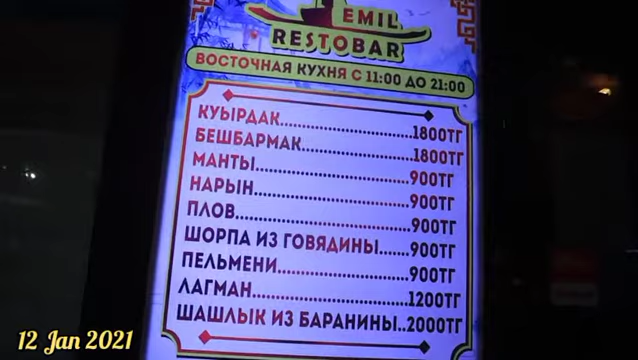 EMIL
RESTOBAR
ВОСТОЧНАЯ КУХНЯ С 11:00 ДО 21:00
КУЫРДАК..............................1800ТГ
БЕШБАРМАК.........................1800ТГ
МАНТЫ..............................900ТГ
НАРЫН..............................900ТГ
ПЛОВ..................................900ТГ
ШОРПА ИЗ ГОВЯДИНЫ.......900ТГ
ПЕЛЬМЕНИ.........................900ТГ
ЛАГМАН..............................1200ТГ
ШАШЛЫК ИЗ БАРАНИНЫ..2000ТГ
12 Jan 2021